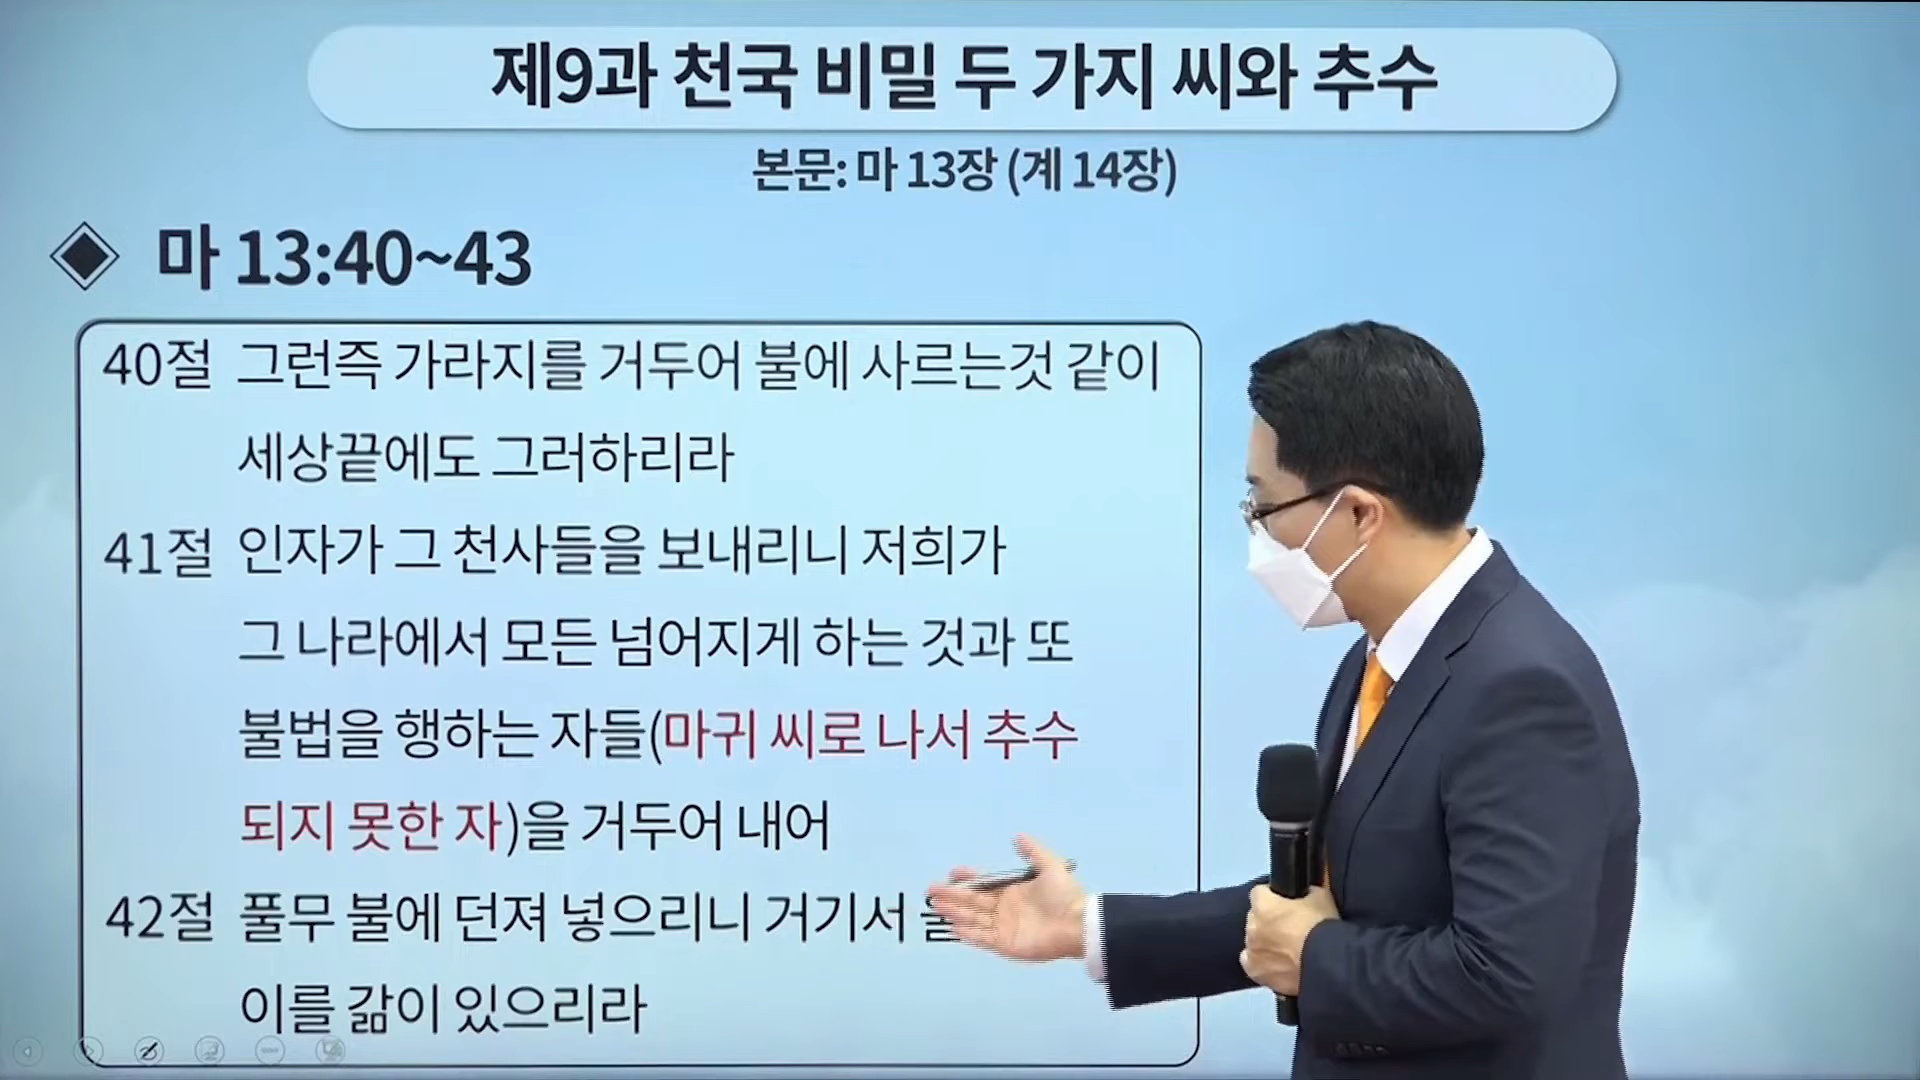 제9과 천국 비밀 두 가지 씨와 추수
본문: 마 13장 (계 14장)
마 13:40~43
40절 그런즉 가라지를 거두어 불에 사르는것 같이
세상끝에도 그러하리라
41절 인자가 그 천사들을 보내리니 저희가
그 나라에서 모든 넘어지게 하는 것과 또
불법을 행하는 자들(마귀 씨로 나서 추수
되지 못한 자)을 거두어 내어
42절 풀무 불에 던져 넣으리니 거기서
이를 갊이 있으리라